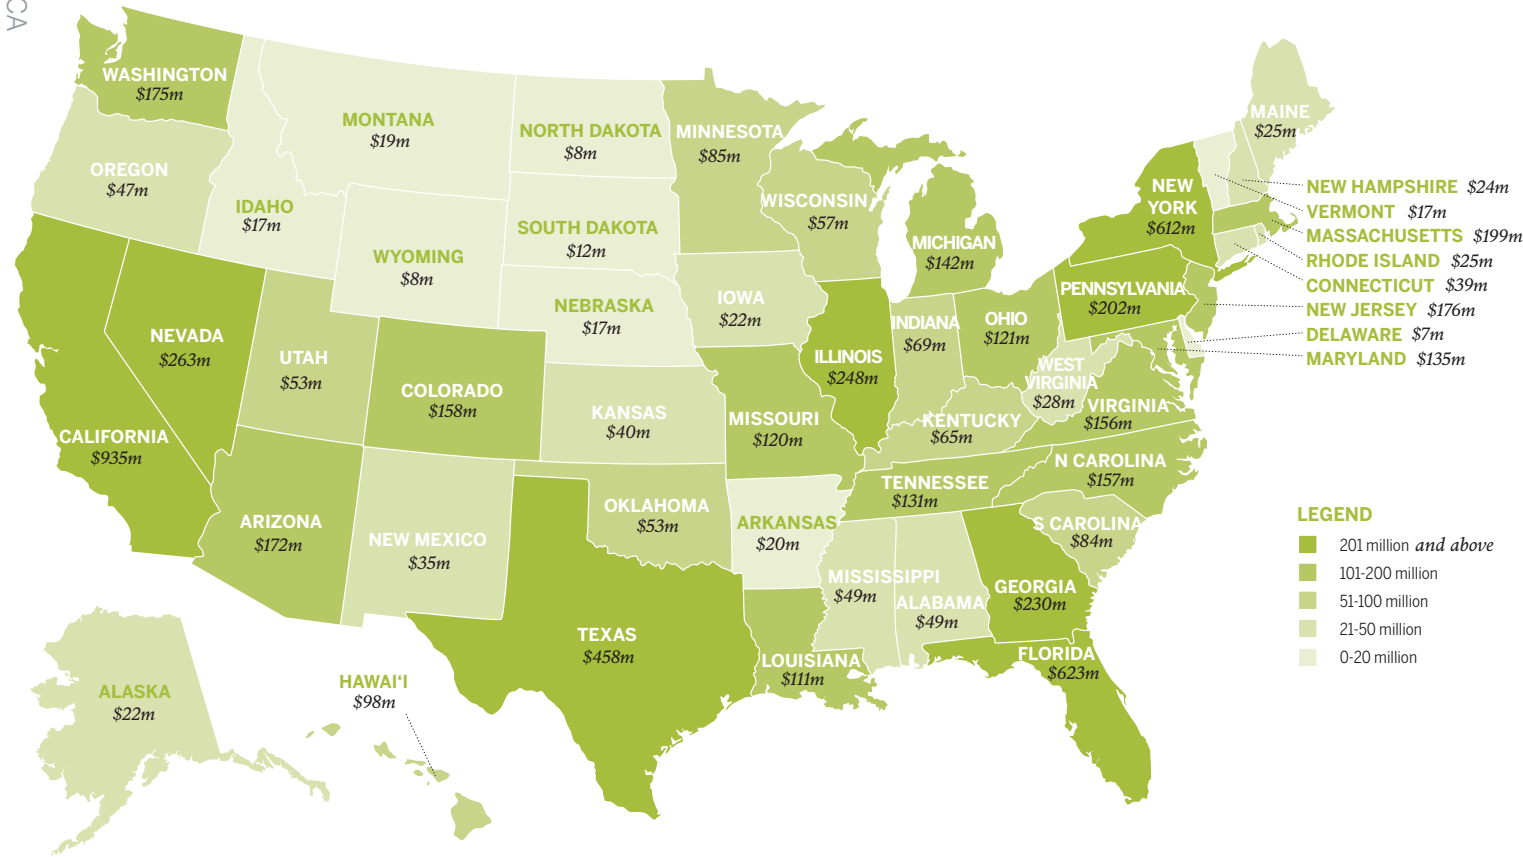 CA
WASHINGTON
$175m
OREGON
$47m
IDAHO
$17m
MONTANA
$19m
WYOMING
$8m
NORTH DAKOTA
$8m
SOUTH DAKOTA
$12m
NEBRASKA
$17m
MINNESOTA
$85m
WISCONSIN
$57m
IOWA
$22m
MICHIGAN
$142m
NEVADA
$263m
UTAH
$53m
COLORADO
$158m
KANSAS
$40m
MISSOURI
$120m
ILLINOIS
$248m
INDIANA
$69m
OHIO
$121m
PENNSYLVANIA
$202m
NEW
YORK
$612m
MAINE
$25m
NEW HAMPSHIRE $24m
VERMONT $17m
MASSACHUSETTS $199m
RHODE ISLAND $25m
CONNECTICUT $39m
NEW JERSEY $176m
DELAWARE $7m
MARYLAND $135m
WEST
VIRGINIA
$28m
VIRGINIA
$156m
KENTUCKY
$65m
CALIFORNIA
$935m
ARIZONA
$172m
NEW MEXICO
$35m
OKLAHOMA
$53m
ARKANSAS
$20m
TENNESSEE
$131m
N CAROLINA
$157m
S CAROLINA
$84m
MISSISSIPPI
$49m
ALABAMA
$49m
GEORGIA
$230m
TEXAS
$458m
LOUISIANA
$111m
FLORIDA
$623m
ALASKA
$22m
HAWAI‘I
$98m
LEGEND
201 million and above
101-200 million
51-100 million
21-50 million
0-20 million